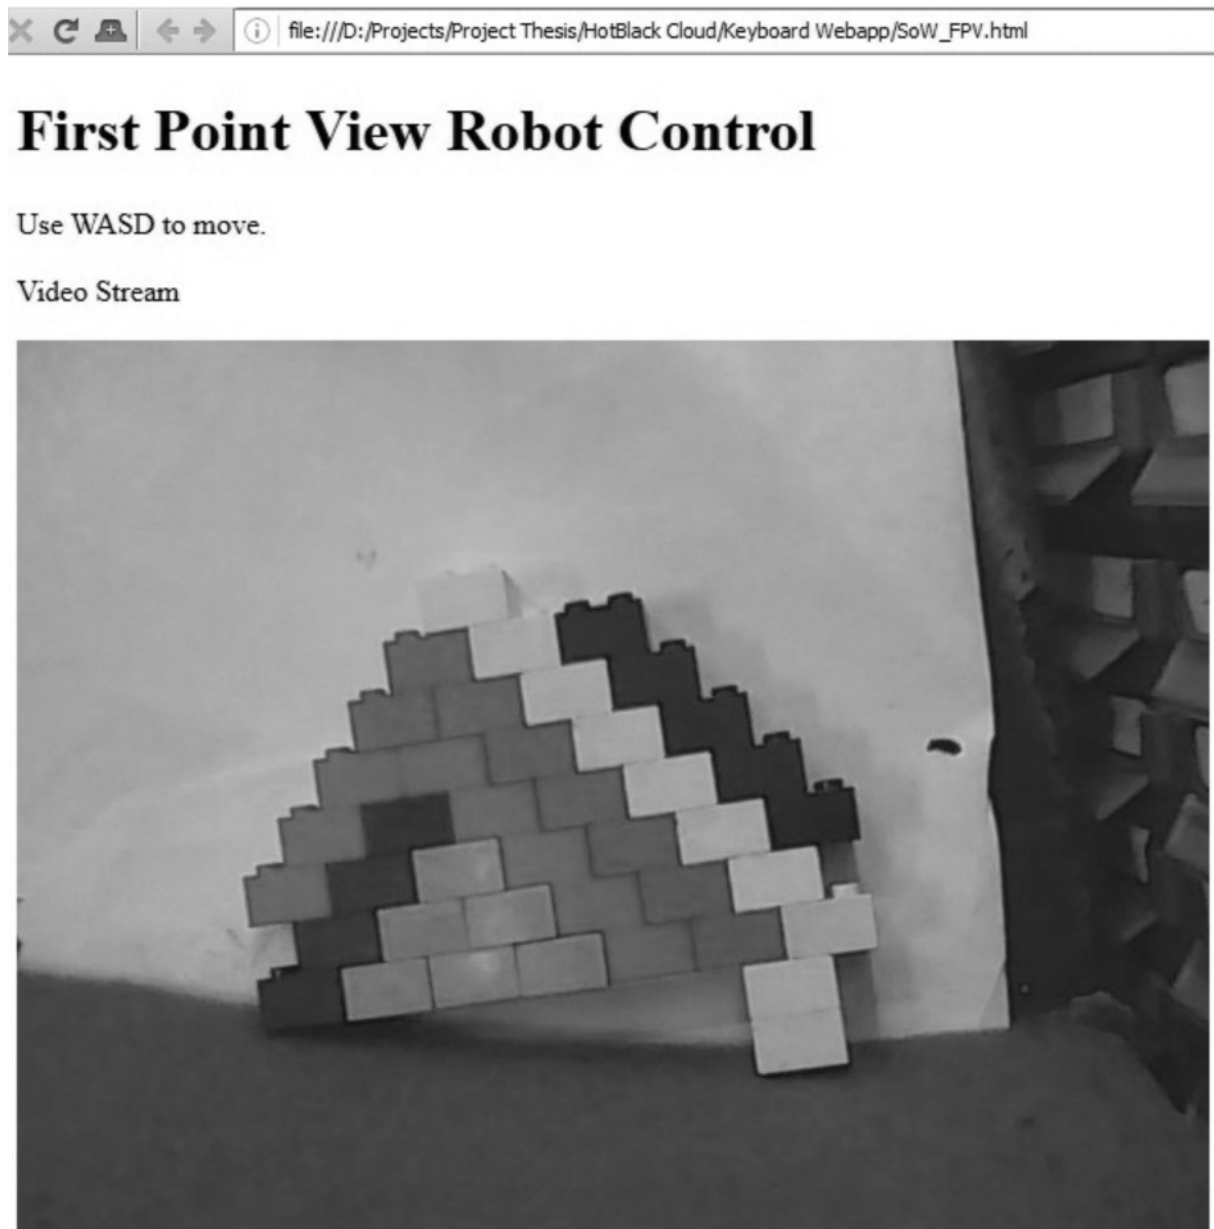 file:///D:/Projects/Project Thesis/HotBlack Cloud/Keyboard Webapp/SoW_FPV.html
First Point View Robot Control
Use WASD to move.
Video Stream